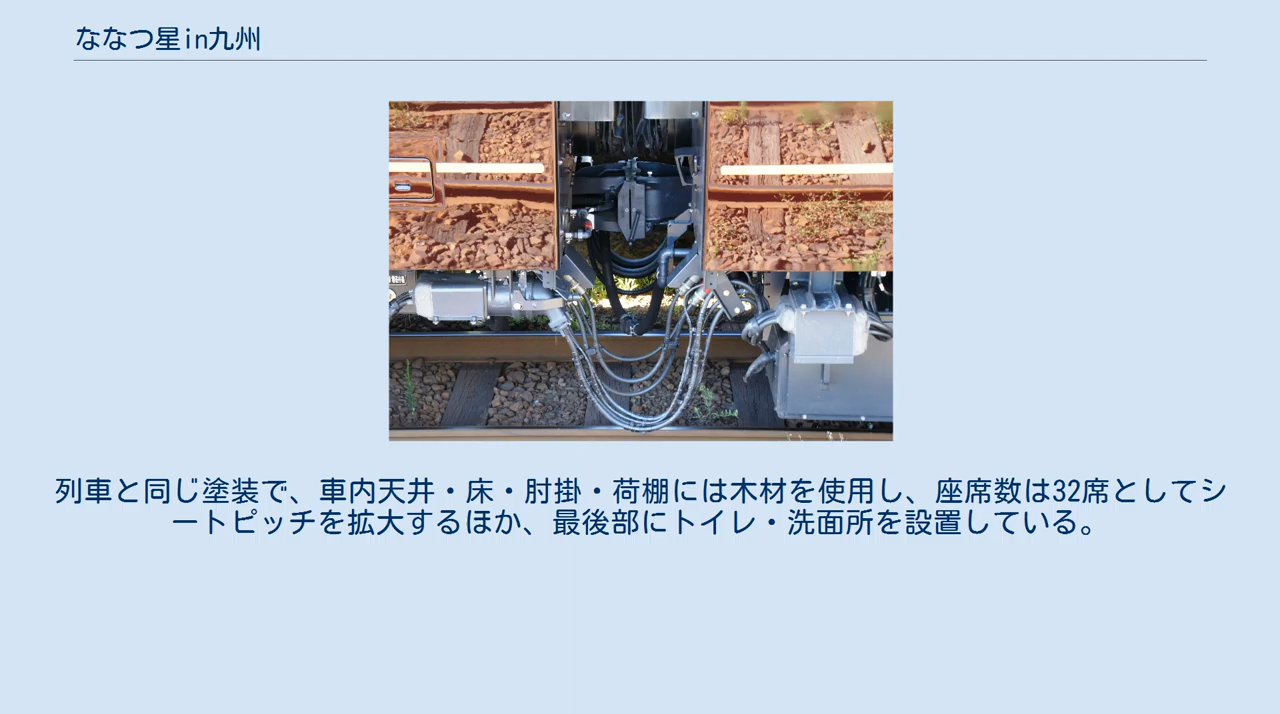 ななつ星in九州
列車と同じ塗装で、車内天井・床・肘掛・荷棚には木材を使用し、座席数は32席としてシ
ートピッチを拡大するほか、最後部にトイレ・洗面所を設置している。